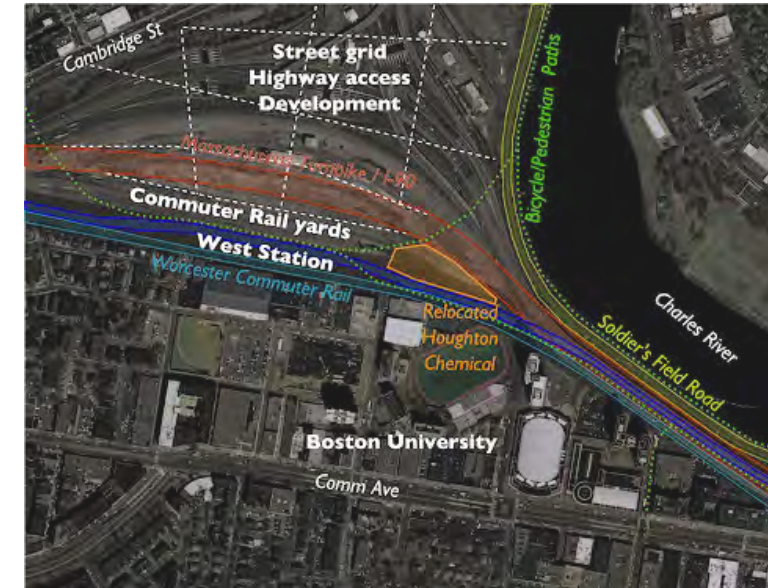 Cambridge St
Street grid
Highway access
Development
Bicycle/Pedestrian Paths
Massachusetts Turnpike / I-90
Commuter Rail yards
West Station
Worcester Commuter Rail
Relocated
Houghton
Chemical
Charles River
Soldier's Field Road
Boston University
Comm Ave